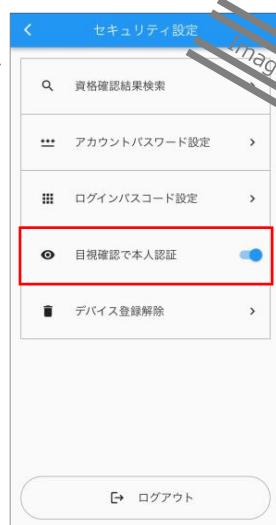 セキュリティ設定
資格確認結果検索
アカウントパスワード設定
ログインパスコード設定
目視確認で本人認証
デバイス登録解除
ログアウト